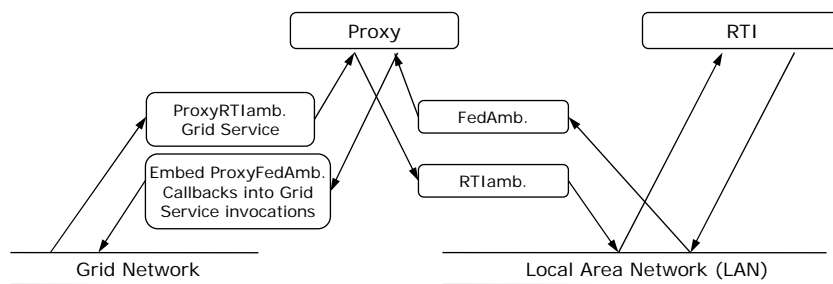 Proxy
RTI
ProxyRTIamb.
Grid Service
FedAmb.
Embed ProxyFedAmb.
Callbacks into Grid
Service invocations
RTIamb.
Grid Network
Local Area Network (LAN)